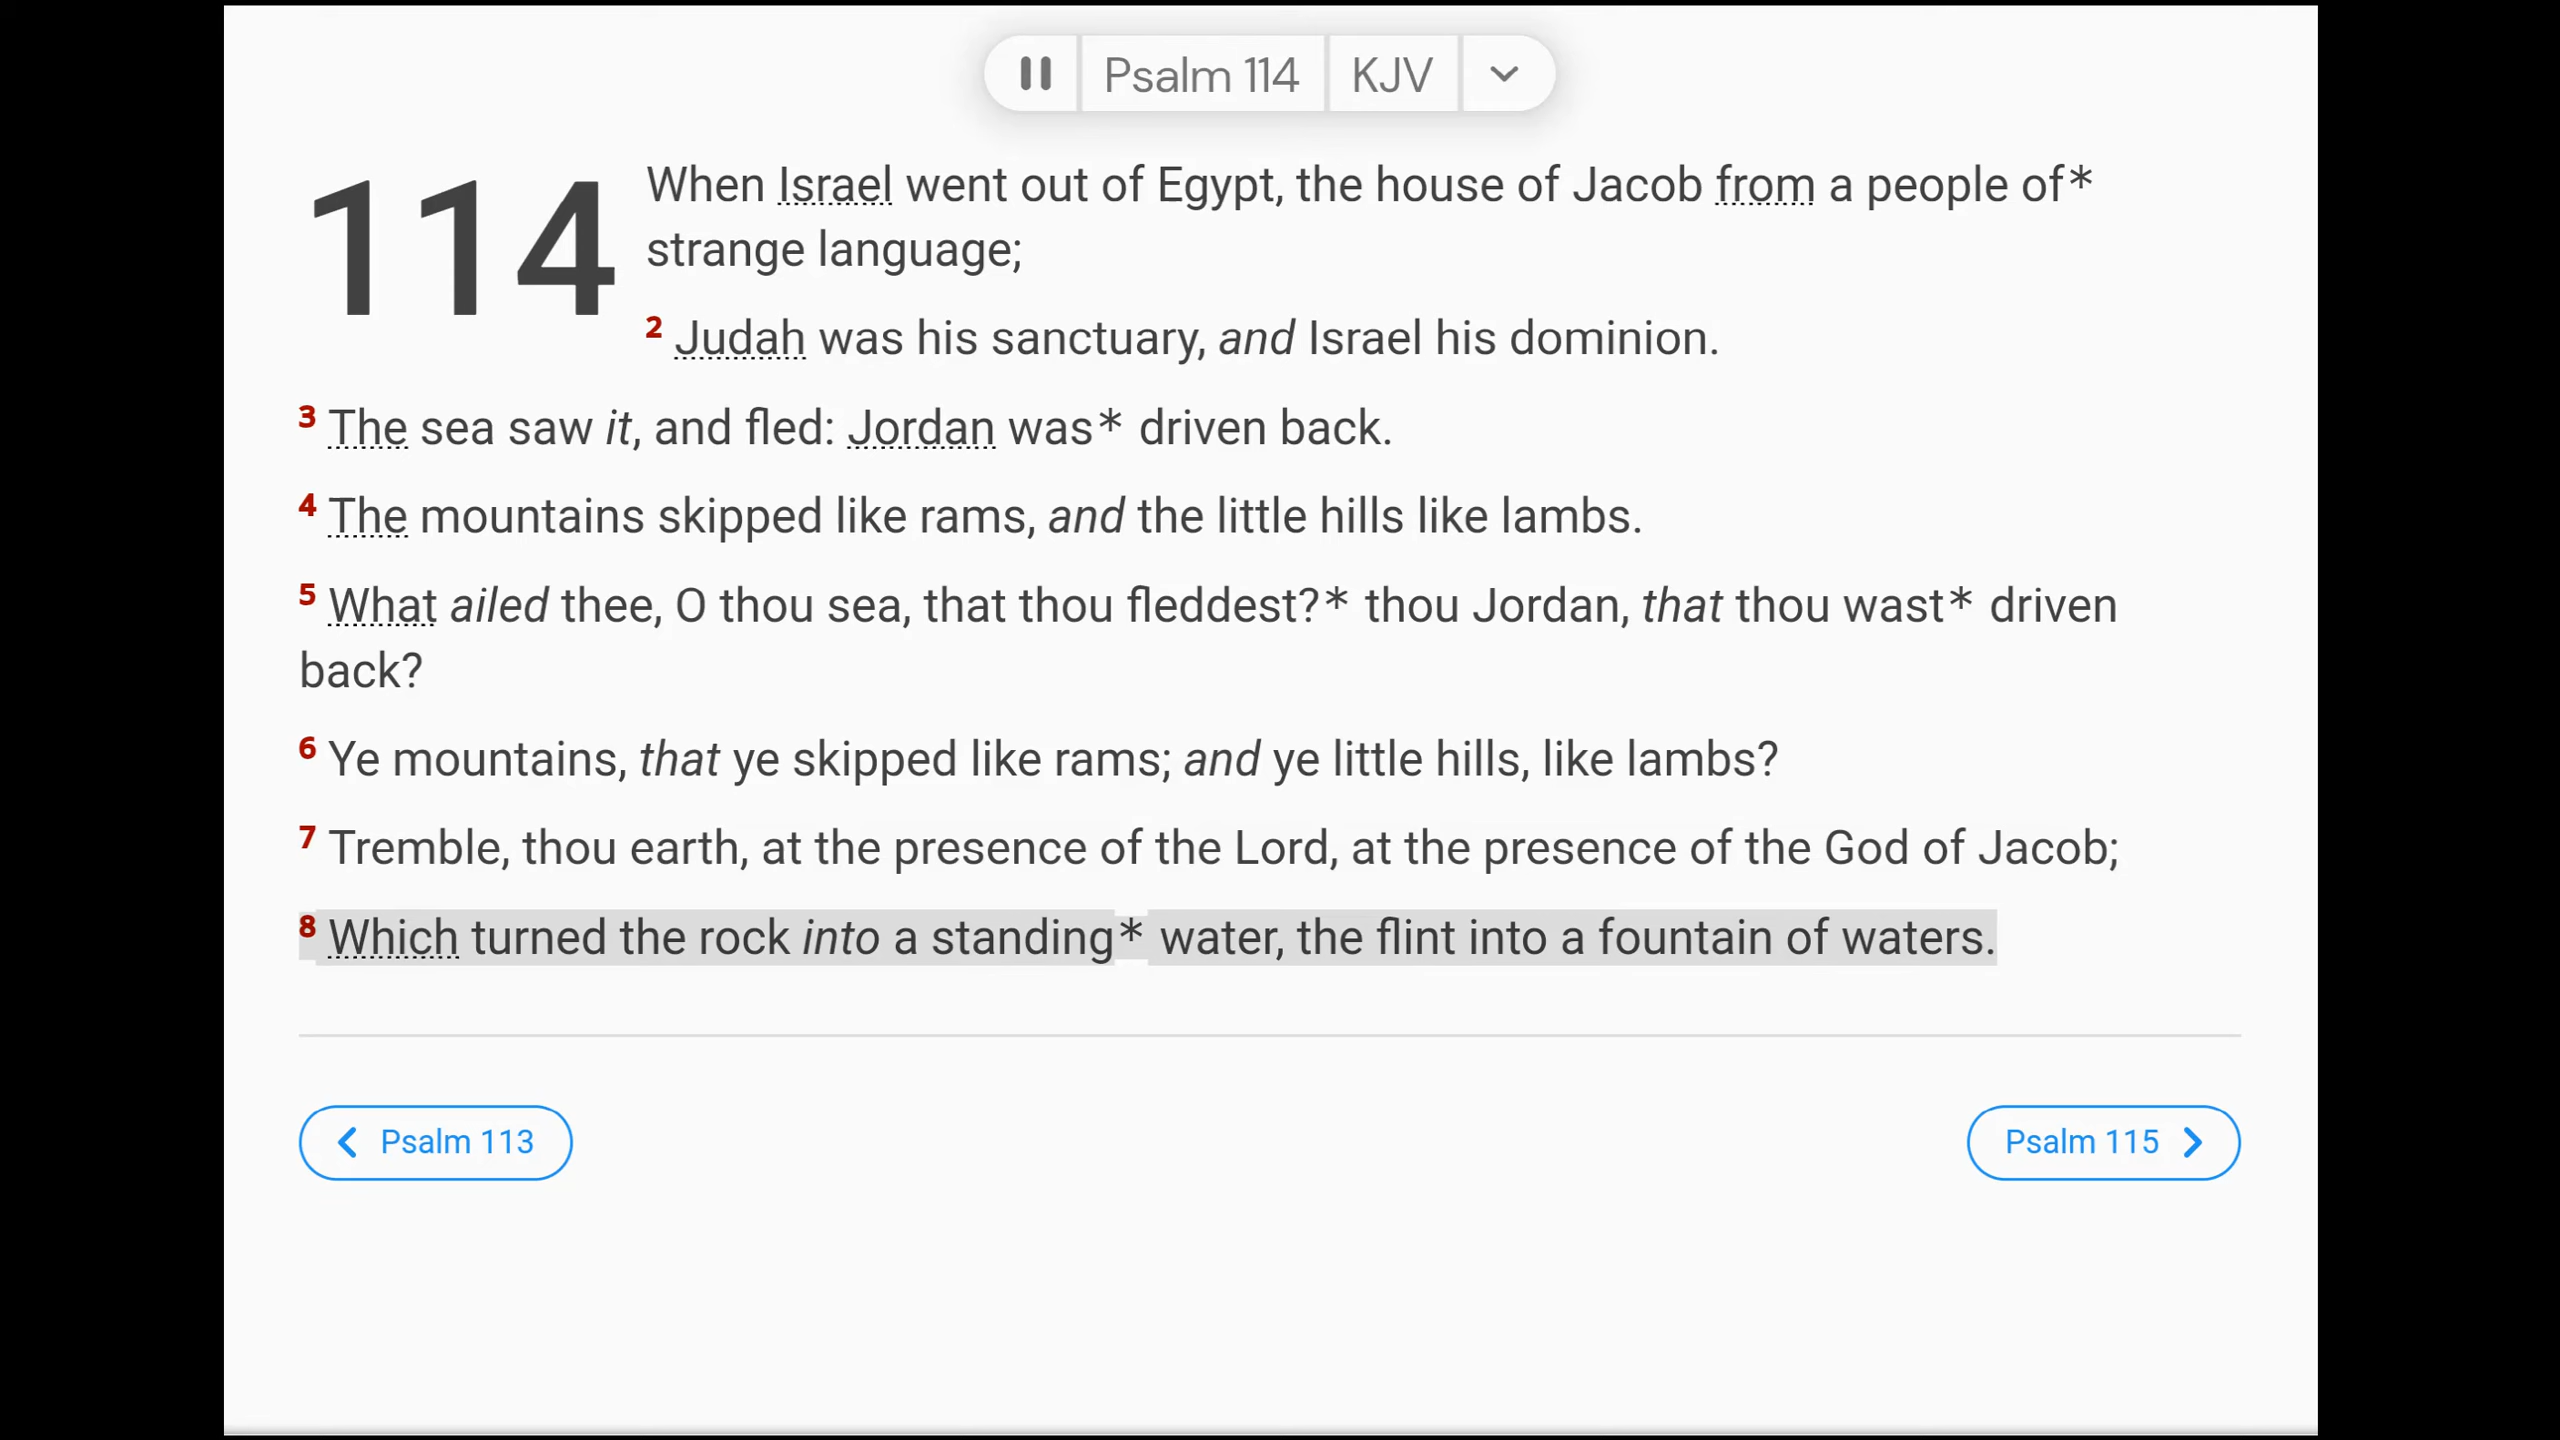 Psalm 114 KJV
114
When Israel went out of Egypt, the house of Jacob from a people of*
strange language;
2 Judah was his sanctuary, and Israel his dominion.
3 The sea saw it, and fled: Jordan was* driven back.
4 The mountains skipped like rams, and the little hills like lambs.
5 What ailed thee, O thou sea, that thou fleddest?* thou Jordan, that thou wast* driven
back?
6 Ye mountains, that ye skipped like rams; and ye little hills, like lambs?
7 Tremble, thou earth, at the presence of the Lord, at the presence of the God of Jacob;
8 Which turned the rock into a standing* water, the flint into a fountain of waters.
Psalm 113
Psalm 115